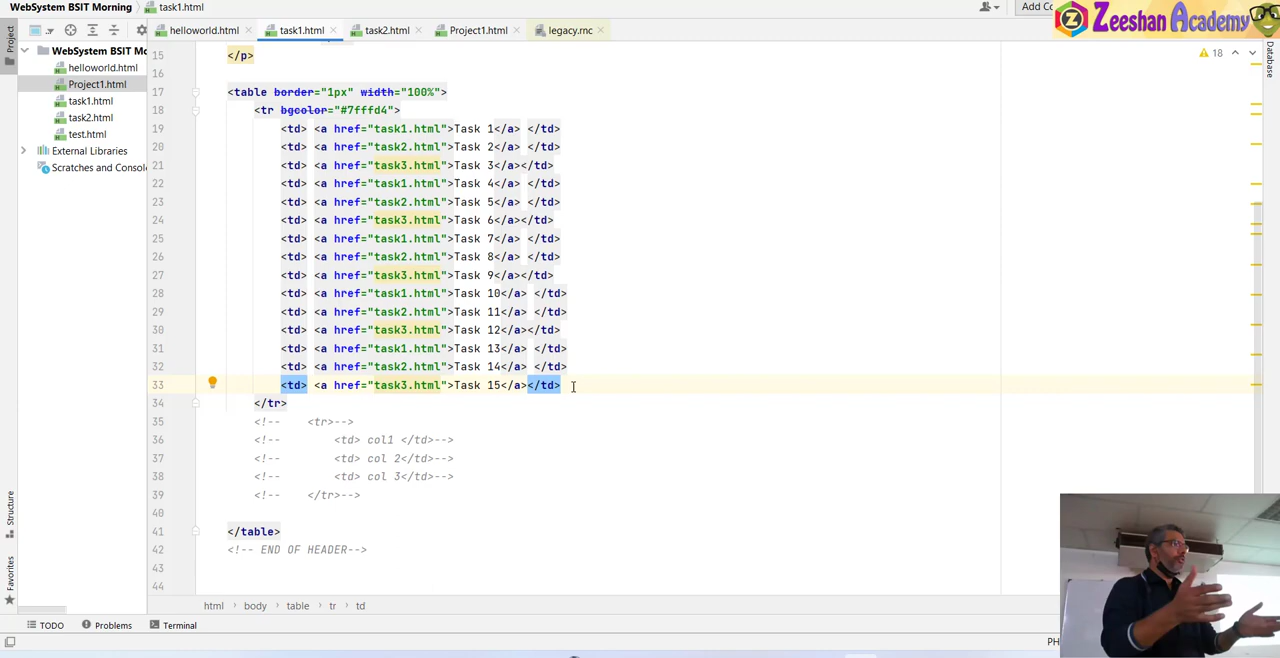 WebSystem BSIT Morning task1.html
Add Co
Zeeshan Academy
Project
helloworld.html
task1.html
task2.html
Project1.html
legacy.rnc
WebSystem BSIT Mo
helloworld.html
Project1.html
task1.html
task2.html
test.html
External Libraries
Scratches and Consol
18
Database
15 </p>
16
17 <table border="1px" width="100%">
18 <tr bgcolor="#7fffd4">
19 <td> <a href="task1.html">Task 1</a> </td>
20 <td> <a href="task2.html">Task 2</a> </td>
21 <td> <a href="task3.html">Task 3</a></td>
22 <td> <a href="task1.html">Task 4</a> </td>
23 <td> <a href="task2.html">Task 5</a> </td>
24 <td> <a href="task3.html">Task 6</a></td>
25 <td> <a href="task1.html">Task 7</a> </td>
26 <td> <a href="task2.html">Task 8</a> </td>
27 <td> <a href="task3.html">Task 9</a></td>
28 <td> <a href="task1.html">Task 10</a> </td>
29 <td> <a href="task2.html">Task 11</a> </td>
30 <td> <a href="task3.html">Task 12</a></td>
31 <td> <a href="task1.html">Task 13</a> </td>
32 <td> <a href="task2.html">Task 14</a> </td>
33 <td> <a href="task3.html">Task 15</a></td>
34 </tr>
35 <!-- <tr>-->
36 <!-- <td> col1 </td>-->
37 <!-- <td> col 2</td>-->
38 <!-- <td> col 3</td>-->
39 <!-- </tr>-->
40
41 </table>
42 <!-- END OF HEADER-->
43
44
Structure
Favorites
html body table tr td
TODO Problems Terminal
PH